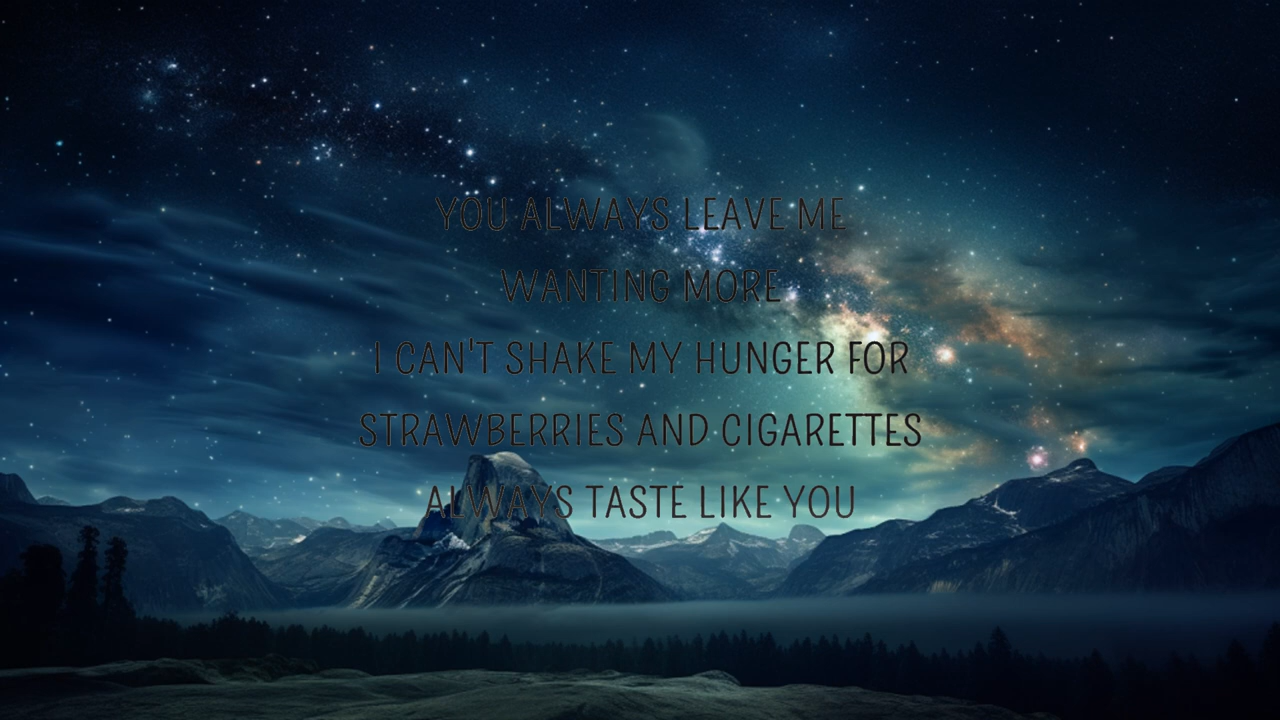 YOU ALWAYS LEAVE ME
WANTING MORE
I CAN'T SHAKE MY HUNGER FOR
STRAWBERRIES AND CIGARETTES
ALWAYS TASTE LIKE YOU